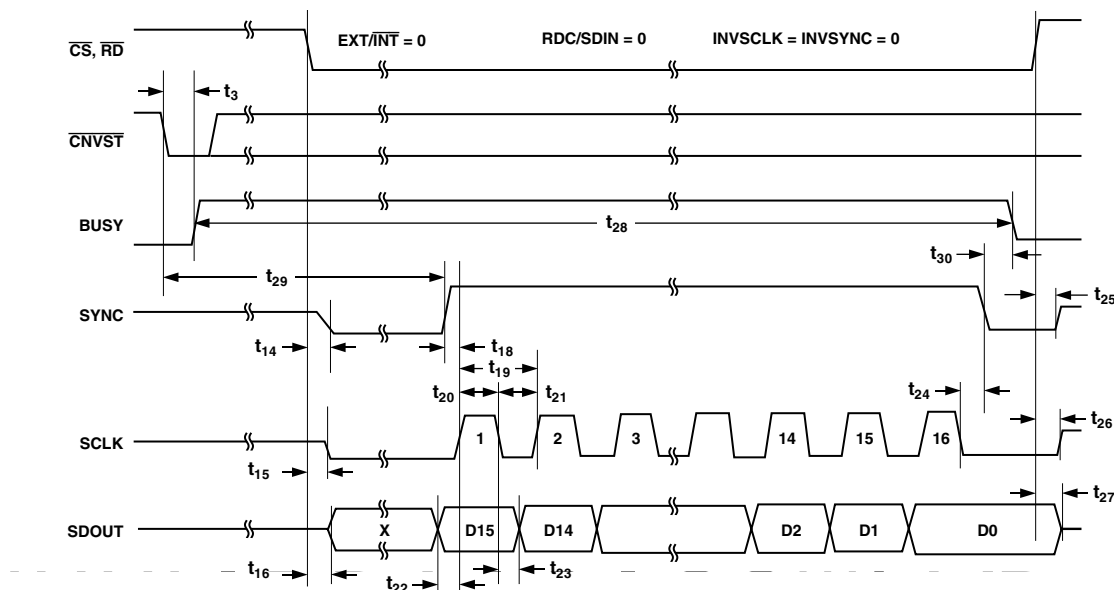 EXT/INT = 0 RDC/SDIN = 0 INVSCLK = INVSYNC = 0
CS, RD
t3
CNVST
BUSY
t28
t30
t29
t25
SYNC
t14
t18
t19
t20
t21
t24
t26
SCLK
1 2 3 14 15 16
t15
t27
SDOUT
X D15 D14 D2 D1 D0
t16
t22
t23